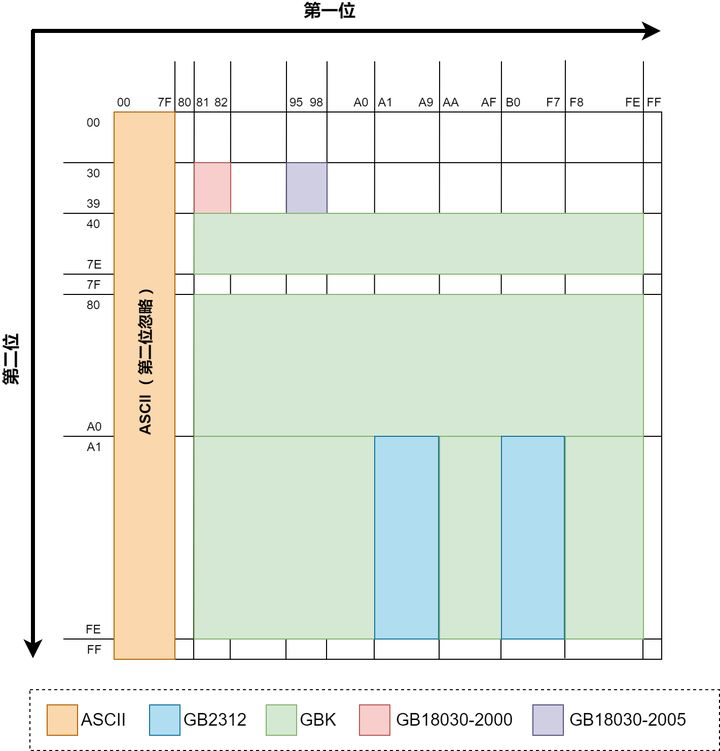 第一位
00 7F 80 81 82 95 98 A0 A1 A9 AA AF B0 F7 F8 FE FF
00
30
39
40
7E
7F
80
A0
A1
FE
FF
第二位
ASCII（第二位忽略）
ASCII GB2312 GBK GB18030-2000 GB18030-2005